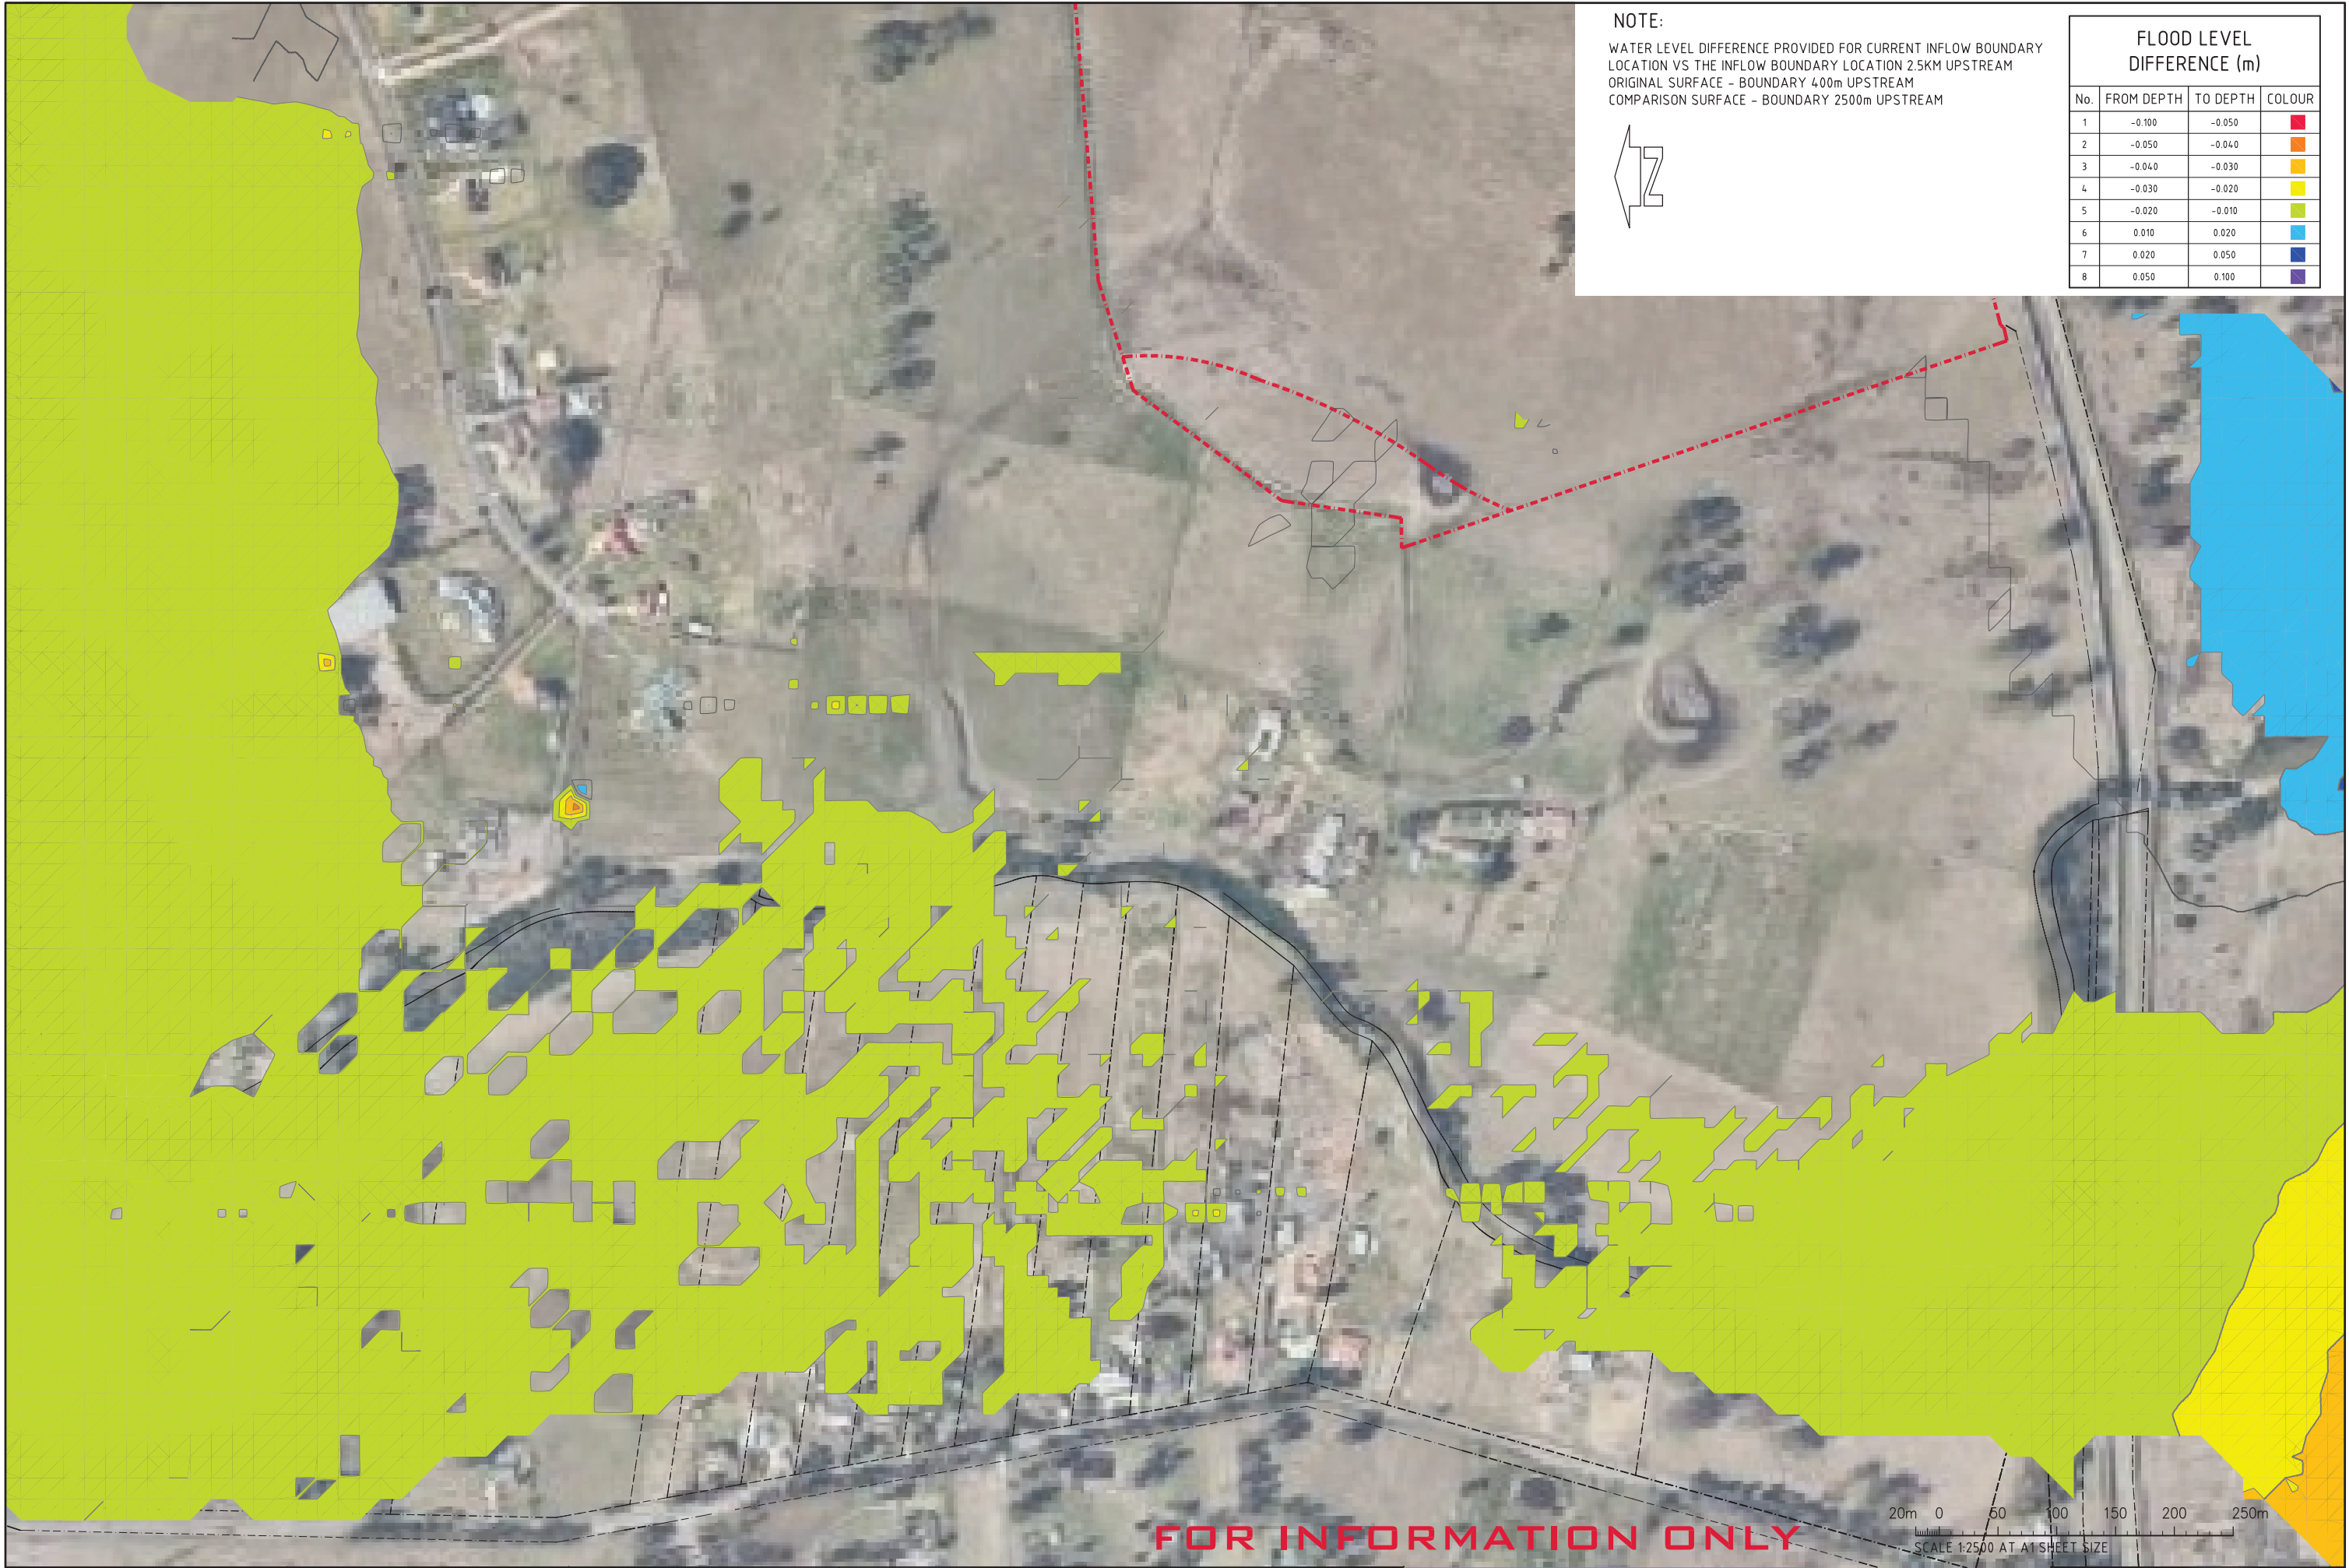 NOTE:
WATER LEVEL DIFFERENCE PROVIDED FOR CURRENT INFLOW BOUNDARY
LOCATION VS THE INFLOW BOUNDARY LOCATION 2.5KM UPSTREAM
ORIGINAL SURFACE - BOUNDARY 400m UPSTREAM
COMPARISON SURFACE - BOUNDARY 2500m UPSTREAM
N
FLOOD LEVEL
DIFFERENCE (m)
No. FROM DEPTH TO DEPTH COLOUR
1 -0.100 -0.050
2 -0.050 -0.040
3 -0.040 -0.030
4 -0.030 -0.020
5 -0.020 -0.010
6 0.010 0.020
7 0.020 0.050
8 0.050 0.100
20m 0 50 100 150 200 250m
SCALE 1:2500 AT A1 SHEET SIZE
FOR INFORMATION ONLY